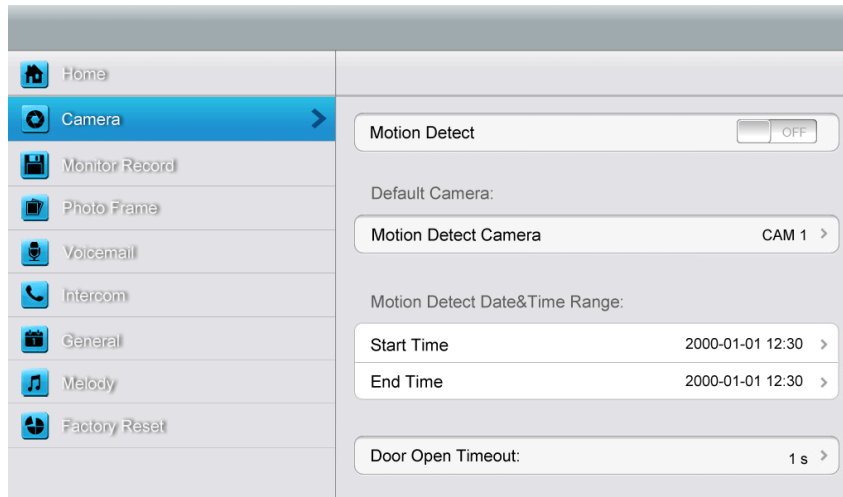 Home
Camera
Monitor Record
Photo Frame
Voicemail
Intercom
General
Melody
Factory Reset
Motion Detect OFF
Default Camera:
Motion Detect Camera CAM 1
Motion Detect Date&Time Range:
Start Time 2000-01-01 12:30
End Time 2000-01-01 12:30
Door Open Timeout: 1 s